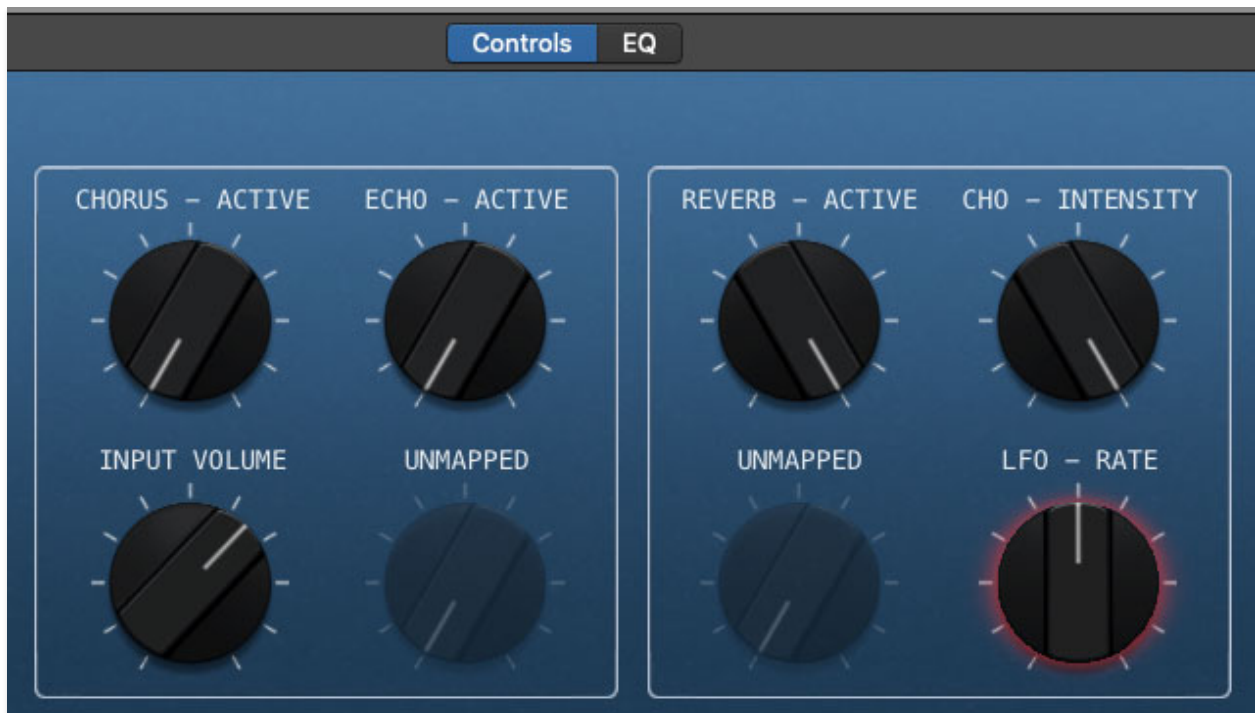 Controls EQ
CHORUS – ACTIVE ECHO – ACTIVE REVERB – ACTIVE CHO – INTENSITY
INPUT VOLUME UNMAPPED UNMAPPED LFO – RATE